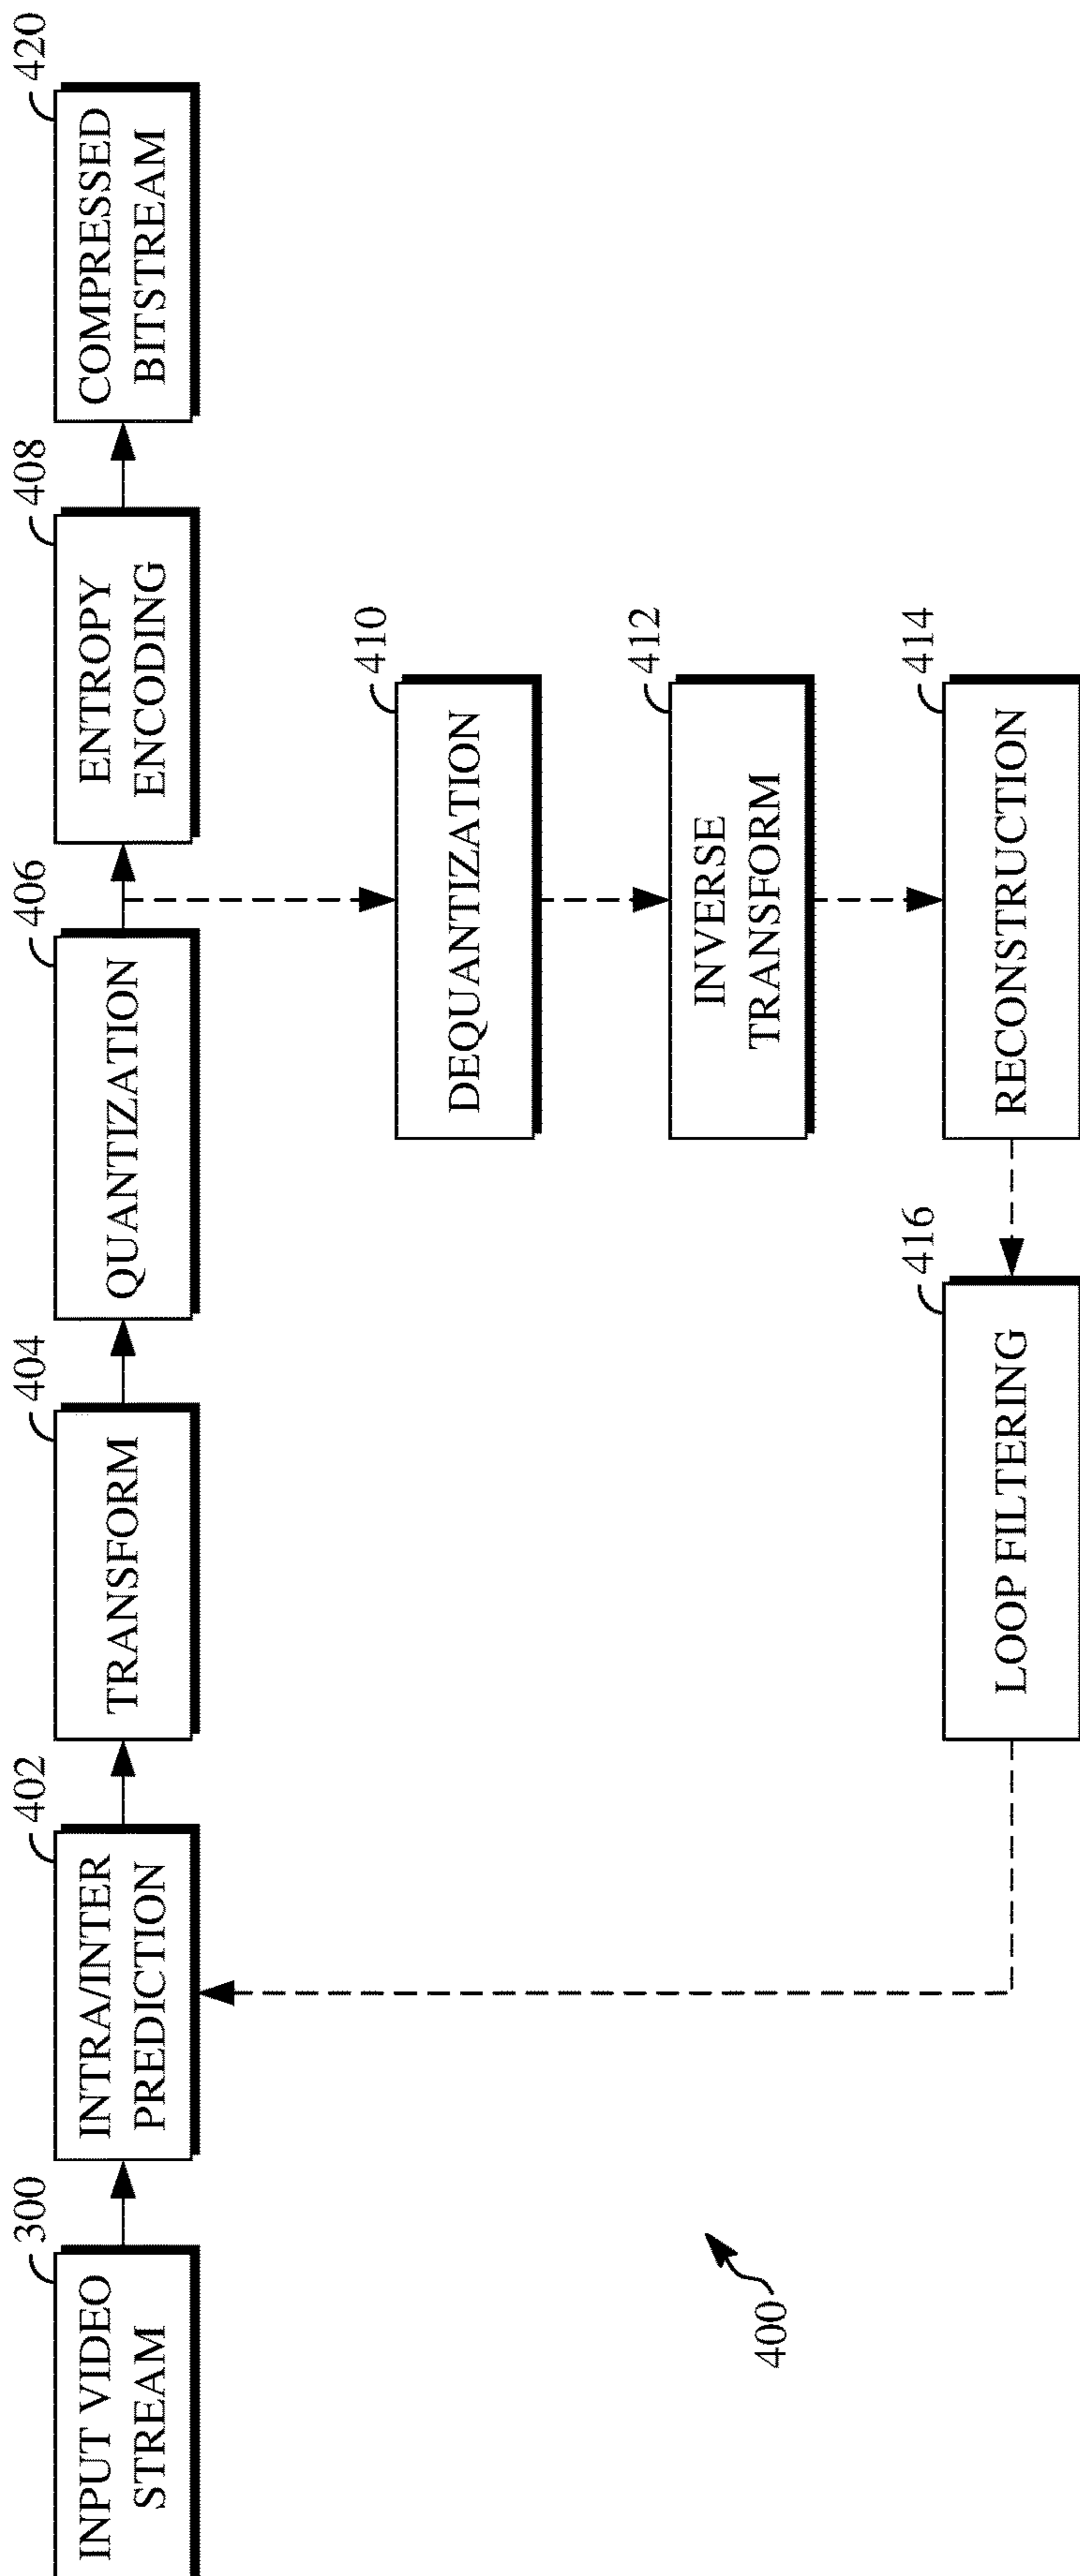 300
INPUT VIDEO
STREAM
402
INTRA/INTER
PREDICTION
404
TRANSFORM
406
QUANTIZATION
408
ENTROPY
ENCODING
420
COMPRESSED
BITSTREAM
410
DEQUANTIZATION
412
INVERSE
TRANSFORM
416
LOOP FILTERING
414
RECONSTRUCTION
400